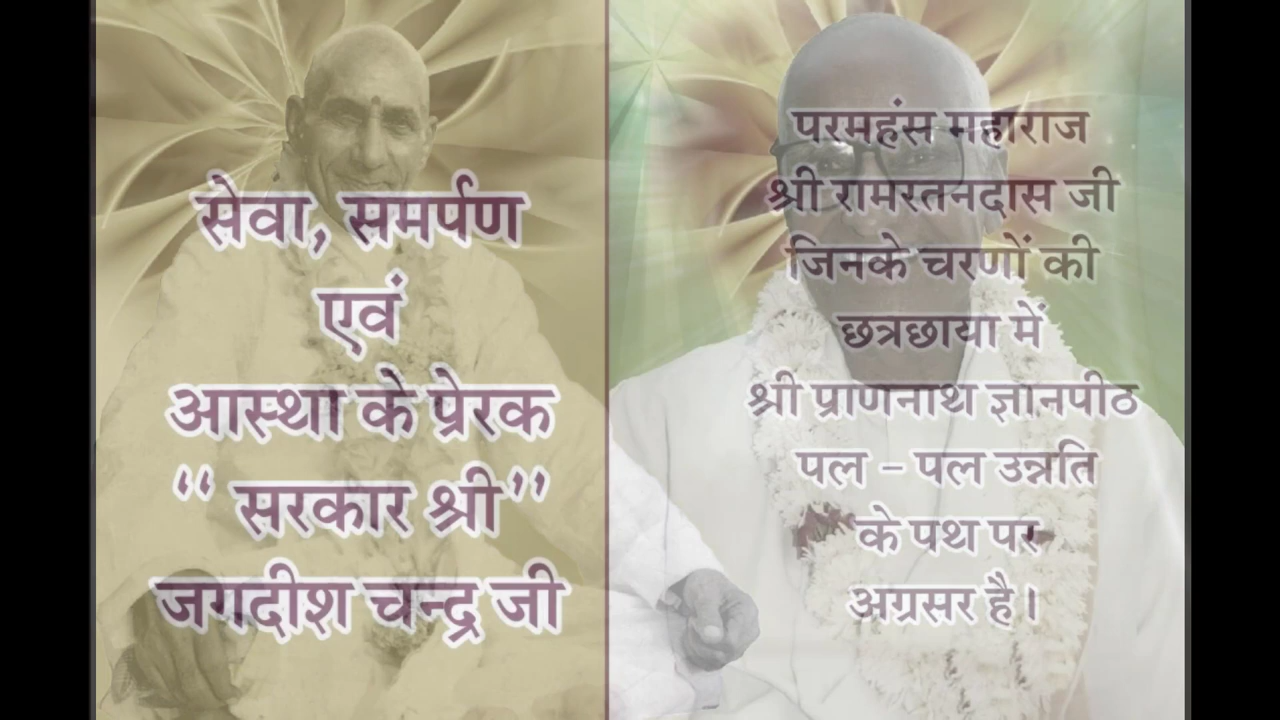 सेवा, समर्पण
एवं
आस्था के प्रेरक
“ सरकार श्री”
जगदीश चन्द्र जी
परमहंस महाराज
श्री रामरतनदास जी
जिनके चरणों की
छत्रछाया में
श्री प्राणनाथ ज्ञानपीठ
पल – पल उन्नति
के पथ पर
अग्रसर है।